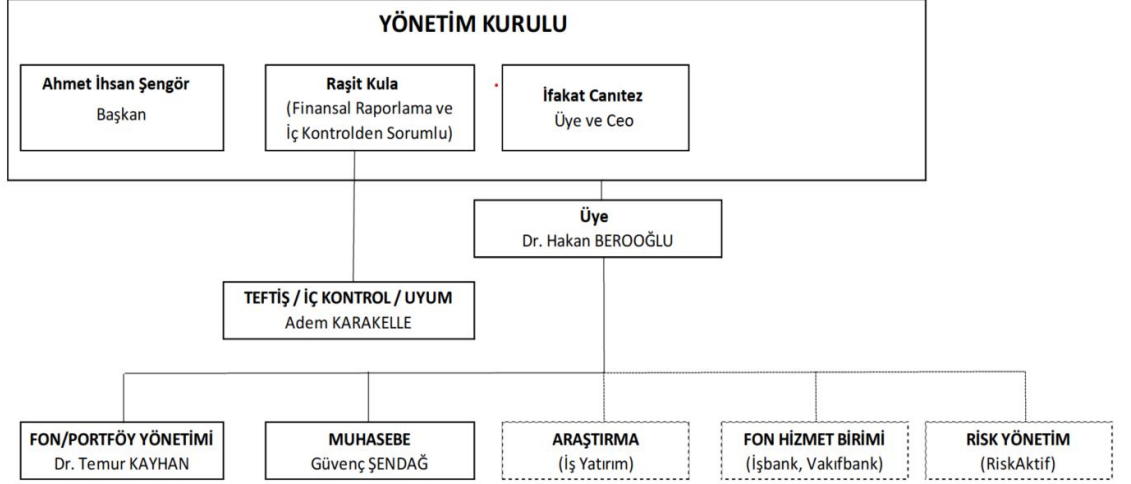 YÖNETİM KURULU
Ahmet İhsan Şengör
Başkan
Raşit Kula
(Finansal Raporlama ve
İç Kontrolden Sorumlu)
İfakat Canıtez
Üye ve Ceo
Üye
Dr. Hakan BEROOĞLU
TEFTİŞ / İÇ KONTROL / UYUM
Adem KARAKELLE
FON/PORTFÖY YÖNETİMİ
Dr. Temur KAYHAN
MUHASEBE
Güvenç ŞENDAĞ
ARAŞTIRMA
(İş Yatırım)
FON HİZMET BİRİMİ
(İşbank, Vakıfbank)
RİSK YÖNETİM
(RiskAktif)